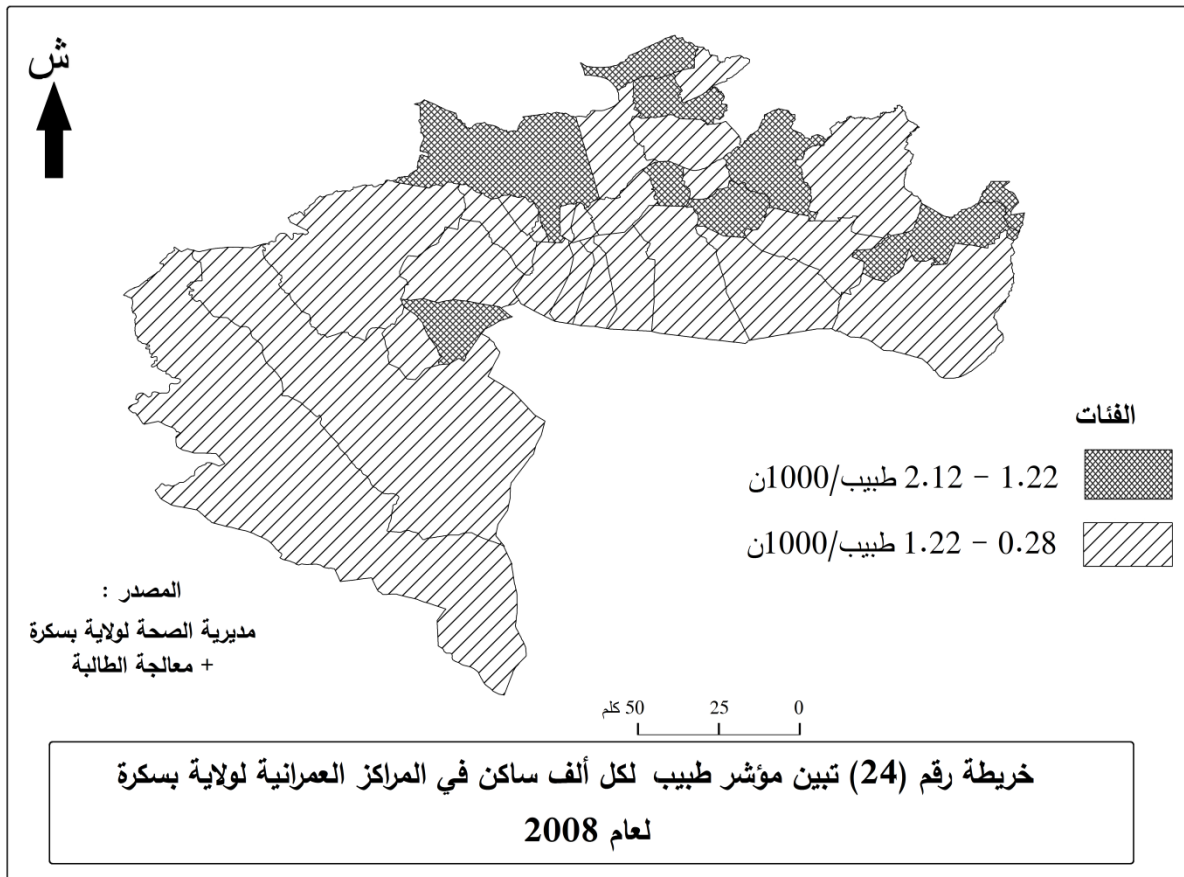 ش
الفئات
1.22 - 2.12 طبيب/1000ن
0.28 - 1.22 طبيب/1000ن
المصدر :
مديرية الصحة لولاية بسكرة
+ معالجة الطالبة
0 25 50 كلم
خريطة رقم (24) تبين مؤشر طبيب لكل ألف ساكن في المراكز العمرانية لولاية بسكرة
لعام 2008